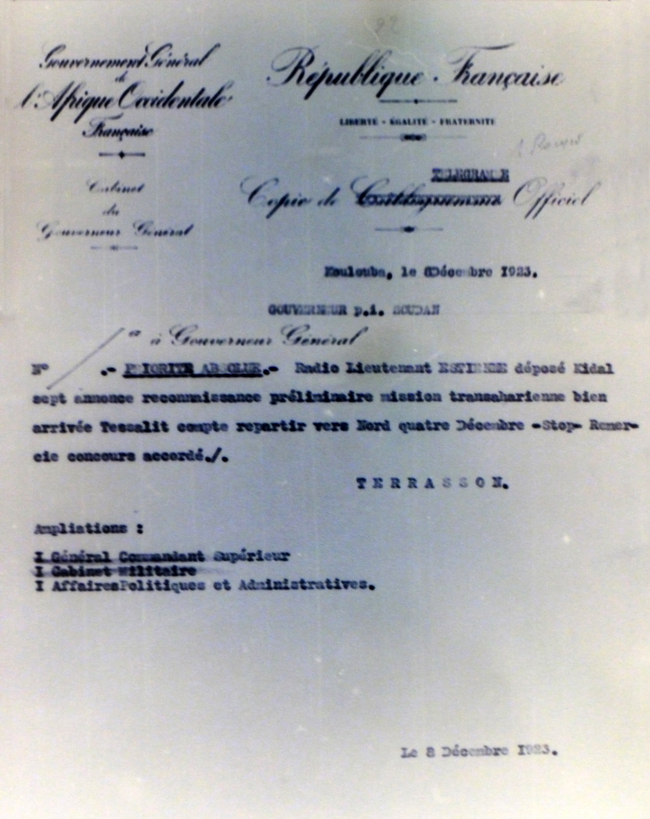 Gouvernement Général
de
l'Afrique Occidentale
Française
Cabinet
du
Gouverneur Général
République Française
LIBERTÉ - ÉGALITÉ - FRATERNITÉ
TELEGRAMME
Copie de Officiel
Koulouba, le 8Décembre 1923.
GOUVERNEUR p.i. SOUDAN
à Gouverneur Général
N° .- PRIORITE ABSOLUE.- Radio Lieutenant ESTIENNE déposé Kidal
sept annonce reconnaissance préliminaire mission transaharienne bien
arrivée Tessalit compte repartir vers Nord quatre Décembre -Stop- Remer-
cie concours accordé./.
TERRASSON.
Ampliations :
I Général Commandant Supérieur
I Cabinet Militaire
I AffairesPolitiques et Administratives.
Le 8 Décembre 1923.